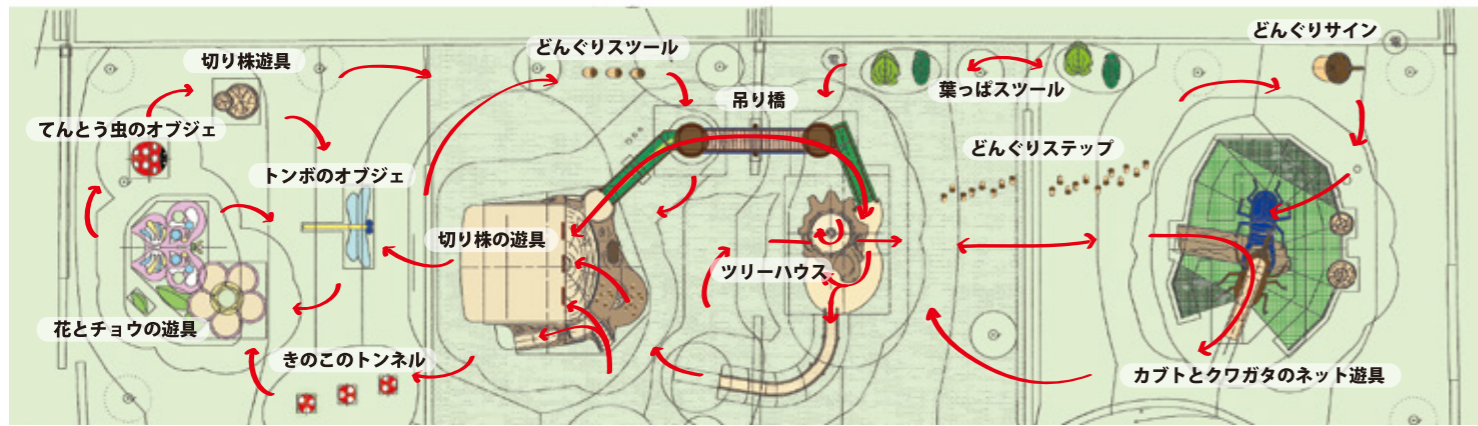 切り株遊具
てんとう虫のオブジェ
トンボのオブジェ
花とチョウの遊具
きのこのトンネル
どんぐりスツール
吊り橋
切り株の遊具
ツリーハウス
葉っぱスツール
どんぐりステップ
どんぐりサイン
カブトとクワガタのネット遊具